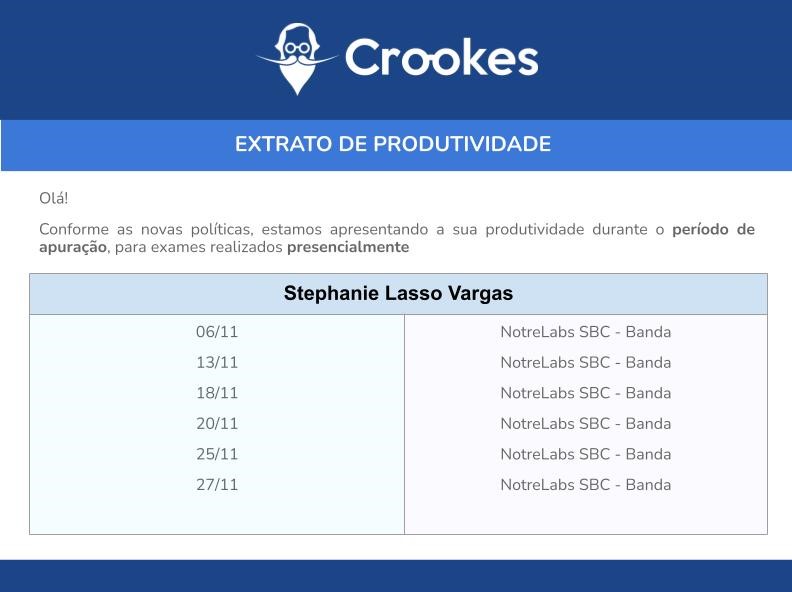 Crookes
EXTRATO DE PRODUTIVIDADE
Olá!
Conforme as novas políticas, estamos apresentando a sua produtividade durante o período de
apuração, para exames realizados presencialmente
Stephanie Lasso Vargas
06/11 NotreLabs SBC - Banda
13/11 NotreLabs SBC - Banda
18/11 NotreLabs SBC - Banda
20/11 NotreLabs SBC - Banda
25/11 NotreLabs SBC - Banda
27/11 NotreLabs SBC - Banda